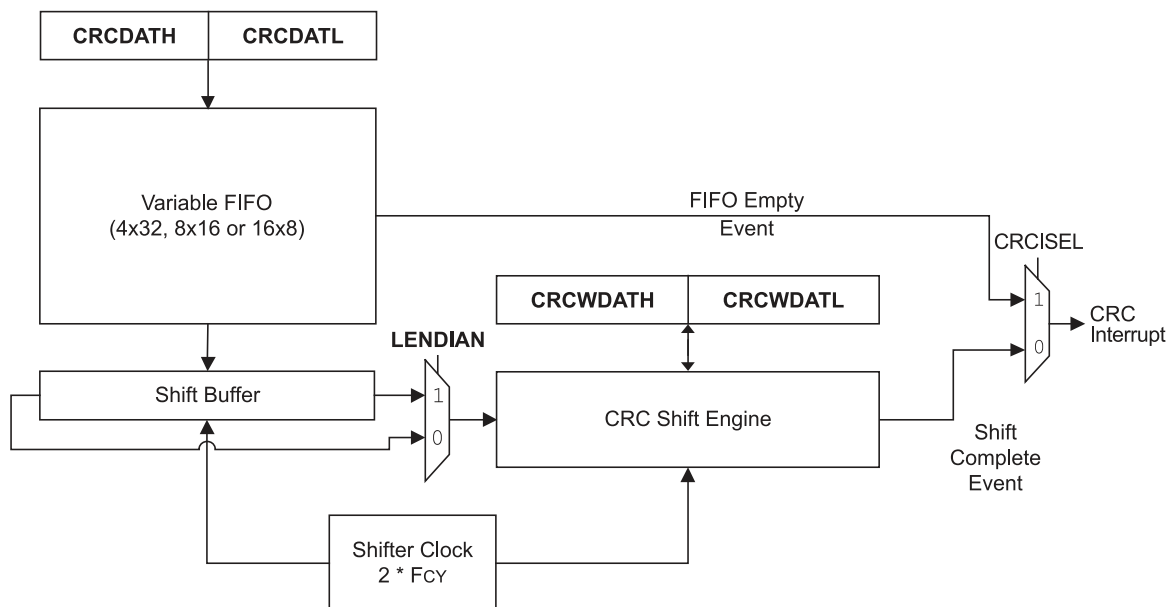 CRCDATH
CRCDATL
Variable FIFO
(4x32, 8x16 or 16x8)
FIFO Empty
Event
CRCISEL
1
0
CRC
Interrupt
CRCWDATH
CRCWDATL
LENDIAN
1
0
Shift Buffer
CRC Shift Engine
Shift
Complete
Event
Shifter Clock
2 * FCY